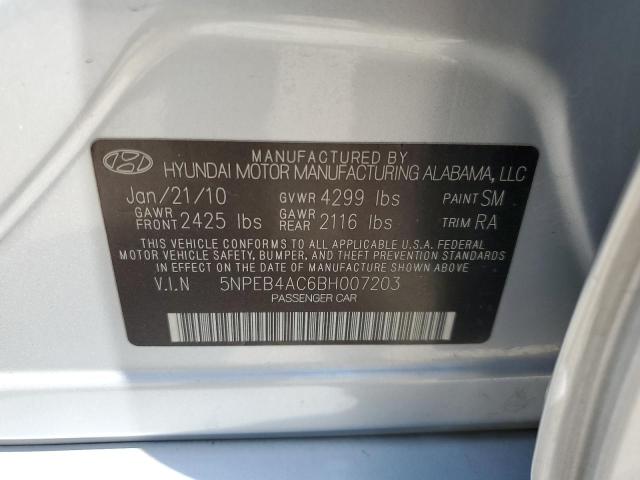 MANUFACTURED BY
HYUNDAI MOTOR MANUFACTURING ALABAMA, LLC
Jan/21/10 GVWR 4299 lbs PAINT SM
GAWR FRONT 2425 lbs GAWR REAR 2116 lbs TRIM RA
THIS VEHICLE CONFORMS TO ALL APPLICABLE U.S.A. FEDERAL
MOTOR VEHICLE SAFETY, BUMPER, AND THEFT PREVENTION STANDARDS
IN EFFECT ON THE DATE OF MANUFACTURE SHOWN ABOVE.
V.I.N 5NPEB4AC6BH007203
PASSENGER CAR